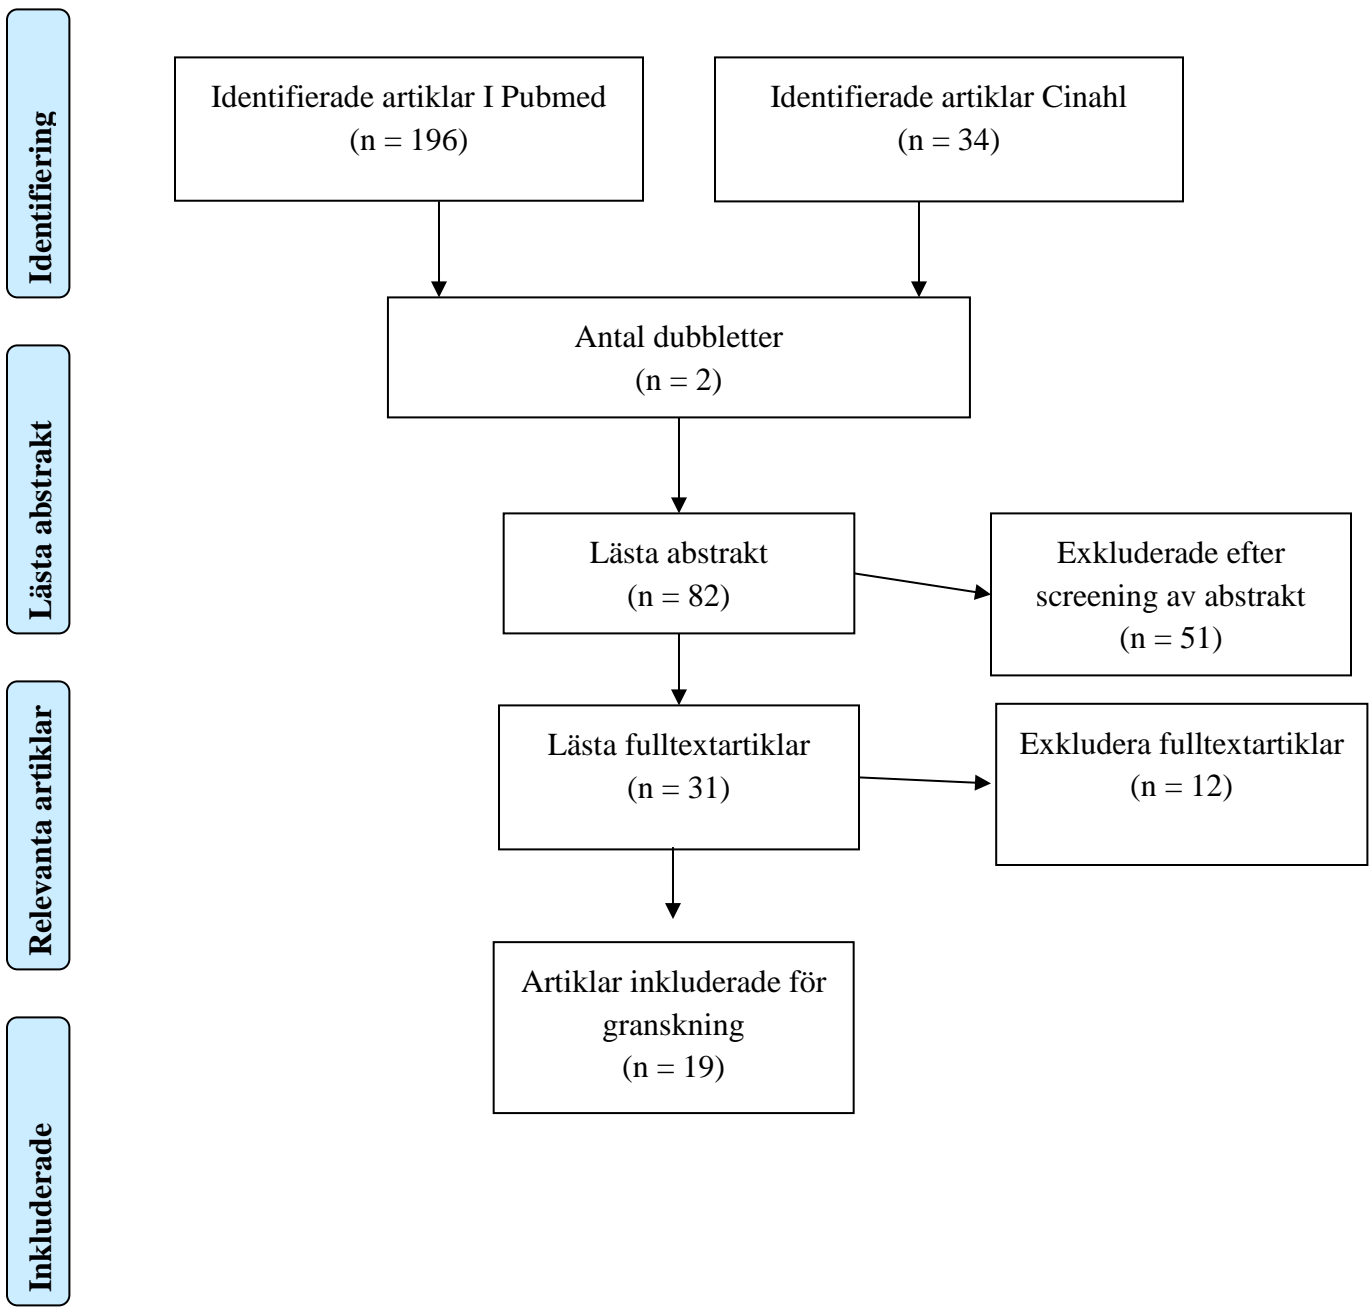 Identifiering
Identifierade artiklar I Pubmed
(n = 196)
Identifierade artiklar Cinahl
(n = 34)
Antal dubbletter
(n = 2)
Lästa abstrakt
Lästa abstrakt
(n = 82)
Exkluderade efter
screening av abstrakt
(n = 51)
Relevanta artiklar
Lästa fulltextartiklar
(n = 31)
Exkludera fulltextartiklar
(n = 12)
Artiklar inkluderade för
granskning
(n = 19)
Inkluderade